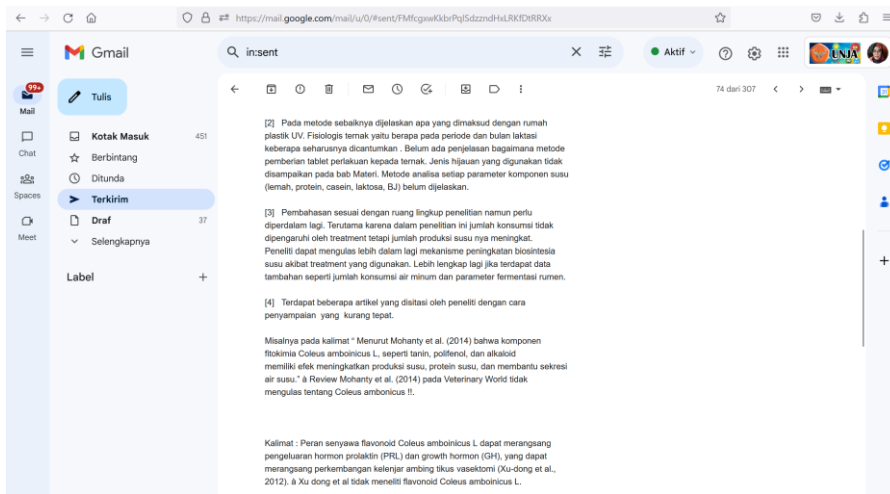 https://mail.google.com/mail/u/0/#sent/FMfcgxwKkbrPqlSdzzndHxLRKfDtRRXx
Gmail
in:sent
Aktif
UNJA
99+
Mail
Chat
Spaces
Meet
Tulis
Kotak Masuk 451
Berbintang
Ditunda
Terkirim
Draf 37
Selengkapnya
Label
74 dari 307
[2] Pada metode sebaiknya dijelaskan apa yang dimaksud dengan rumah
plastik UV. Fisiologis ternak yaitu berapa pada periode dan bulan laktasi
keberapa seharusnya dicantumkan . Belum ada penjelasan bagaimana metode
pemberian tablet perlakuan kepada ternak. Jenis hijauan yang digunakan tidak
disampaikan pada bab Materi. Metode analisa setiap parameter komponen susu
(lemah, protein, casein, laktosa, BJ) belum dijelaskan.
[3] Pembahasan sesuai dengan ruang lingkup penelitian namun perlu
diperdalam lagi. Terutama karena dalam penelitian ini jumlah konsumsi tidak
dipengaruhi oleh treatment tetapi jumlah produksi susu nya meningkat.
Peneliti dapat mengulas lebih dalam lagi mekanisme peningkatan biosintesia
susu akibat treatment yang digunakan. Lebih lengkap lagi jika terdapat data
tambahan seperti jumlah konsumsi air minum dan parameter fermentasi rumen.
[4] Terdapat beberapa artikel yang disitasi oleh peneliti dengan cara
penyampaian yang kurang tepat.
Misalnya pada kalimat “ Menurut Mohanty et al. (2014) bahwa komponen
fitokimia Coleus amboinicus L, seperti tanin, polifenol, dan alkaloid
memiliki efek meningkatkan produksi susu, protein susu, dan membantu sekresi
air susu.” à Review Mohanty et al. (2014) pada Veterinary World tidak
mengulas tentang Coleus ambonicus !!.
Kalimat : Peran senyawa flavonoid Coleus amboinicus L dapat merangsang
pengeluaran hormon prolaktin (PRL) dan growth hormon (GH), yang dapat
merangsang perkembangan kelenjar ambing tikus vasektomi (Xu-dong et al.,
2012). à Xu dong et al tidak meneliti flavonoid Coleus amboinicus L.